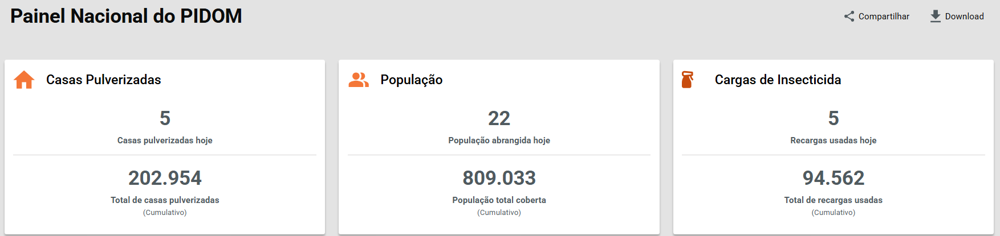 Painel Nacional do PIDOM
Compartilhar
Download
Casas Pulverizadas
5
Casas pulverizadas hoje
202.954
Total de casas pulverizadas
(Cumulativo)
População
22
População abrangida hoje
809.033
População total coberta
(Cumulativo)
Cargas de Insecticida
5
Recargas usadas hoje
94.562
Total de recargas usadas
(Cumulativo)